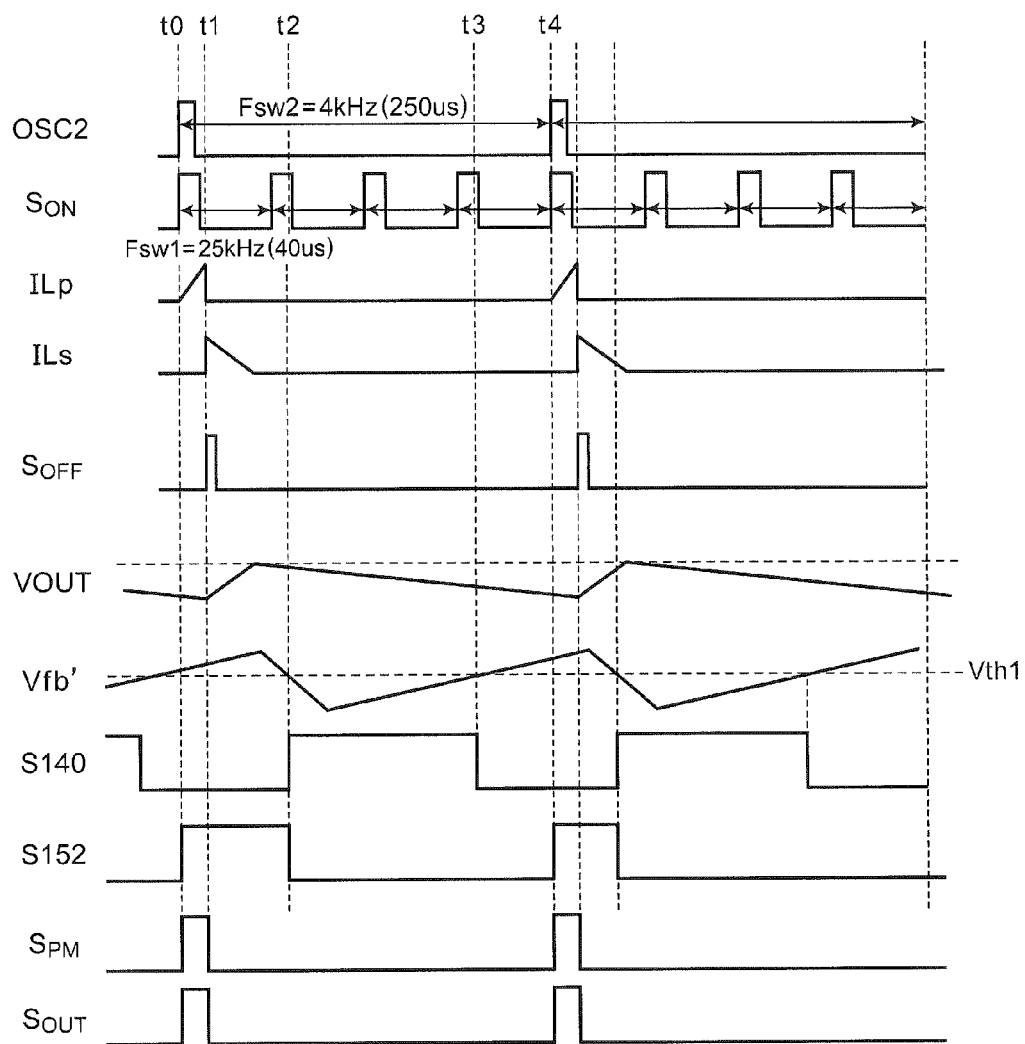 t0 t1 t2 t3 t4
Fsw2=4kHz(250us)
OSC2
SON
Fsw1=25kHz(40us)
ILp
ILs
SOFF
VOUT
Vfb'
Vth1
S140
S152
SPM
SOUT